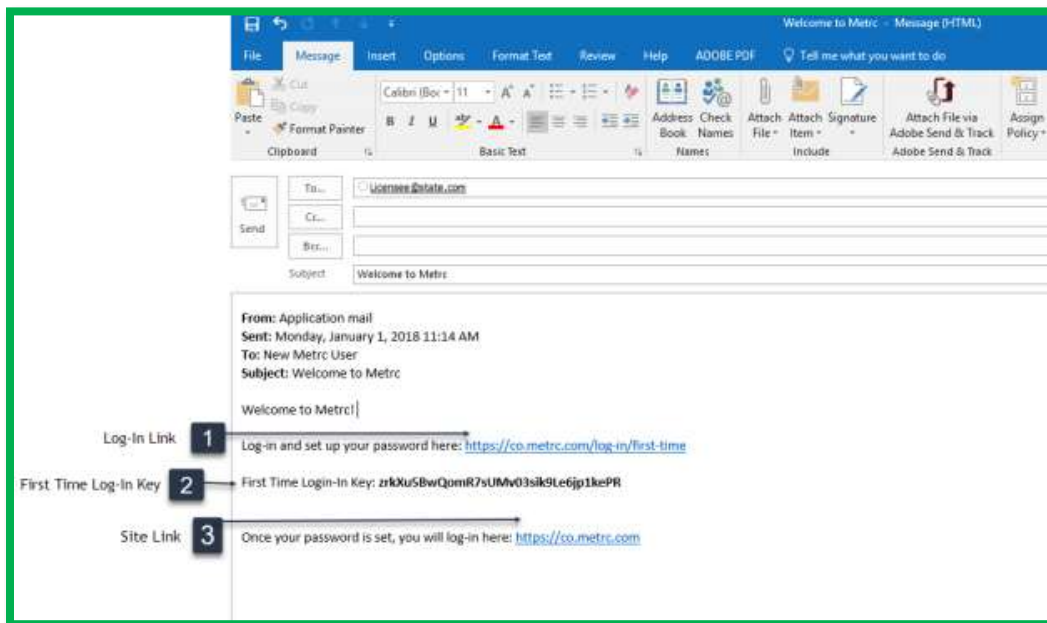 Welcome to Metrc - Message (HTML)
File Message Insert Options Format Text Review Help ADOBE PDF Tell me what you want to do
Cut
Calibri (Boc 11
Copy
Paste
Format Painter
B I U
Address Check Attach Attach Signature Attach File via Assign
Book Names File Item Adobe Send & Track Policy
Clipboard Basic Text Names Include Adobe Send & Track
To... Licensee@state.com
Cc...
Send
Bcc...
Subject Welcome to Metrc
From: Application mail
Sent: Monday, January 1, 2018 11:14 AM
To: New Metrc User
Subject: Welcome to Metrc
Welcome to Metrc!
Log-In Link 1
Log-in and set up your password here: https://co.metrc.com/log-in/first-time
First Time Log-In Key 2 First Time Login-In Key: zrkXuSBwQomR7sUMv03sik9Le6jp1kePR
Site Link 3 Once your password is set, you will log-in here: https://co.metrc.com